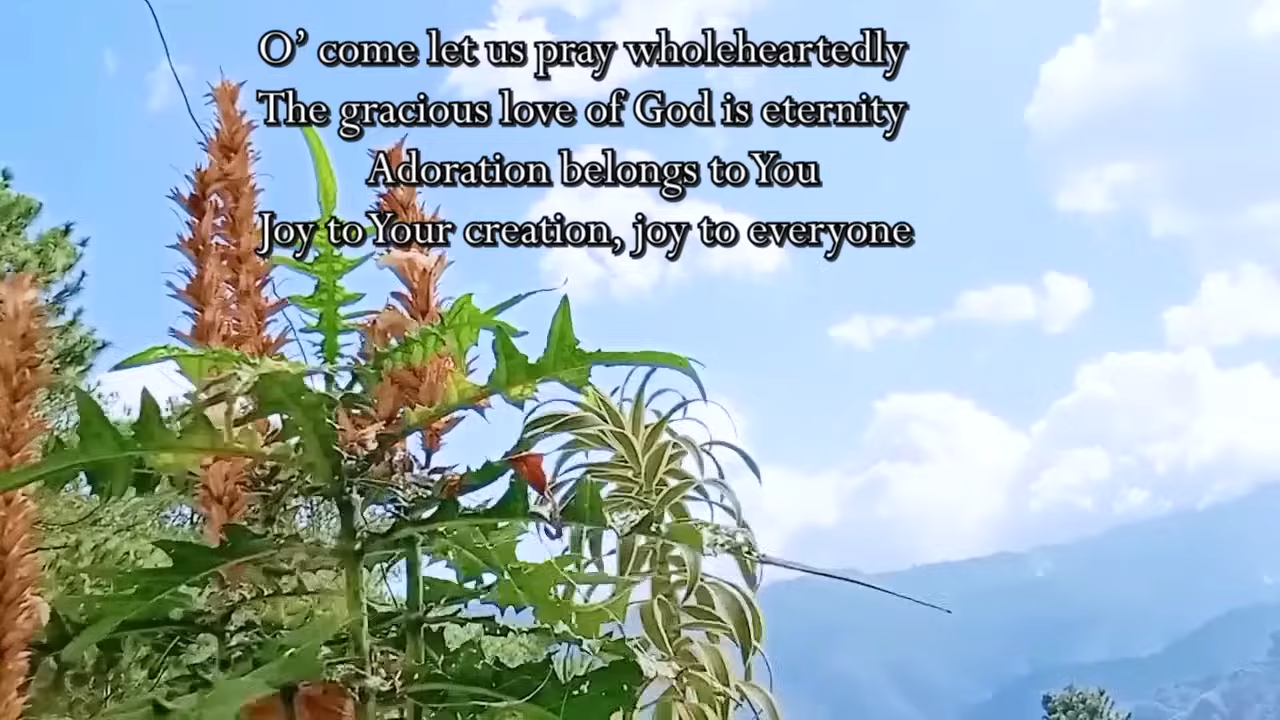 O’ come let us pray wholeheartedly
The gracious love of God is eternity
Adoration belongs to You
Joy to Your creation, joy to everyone